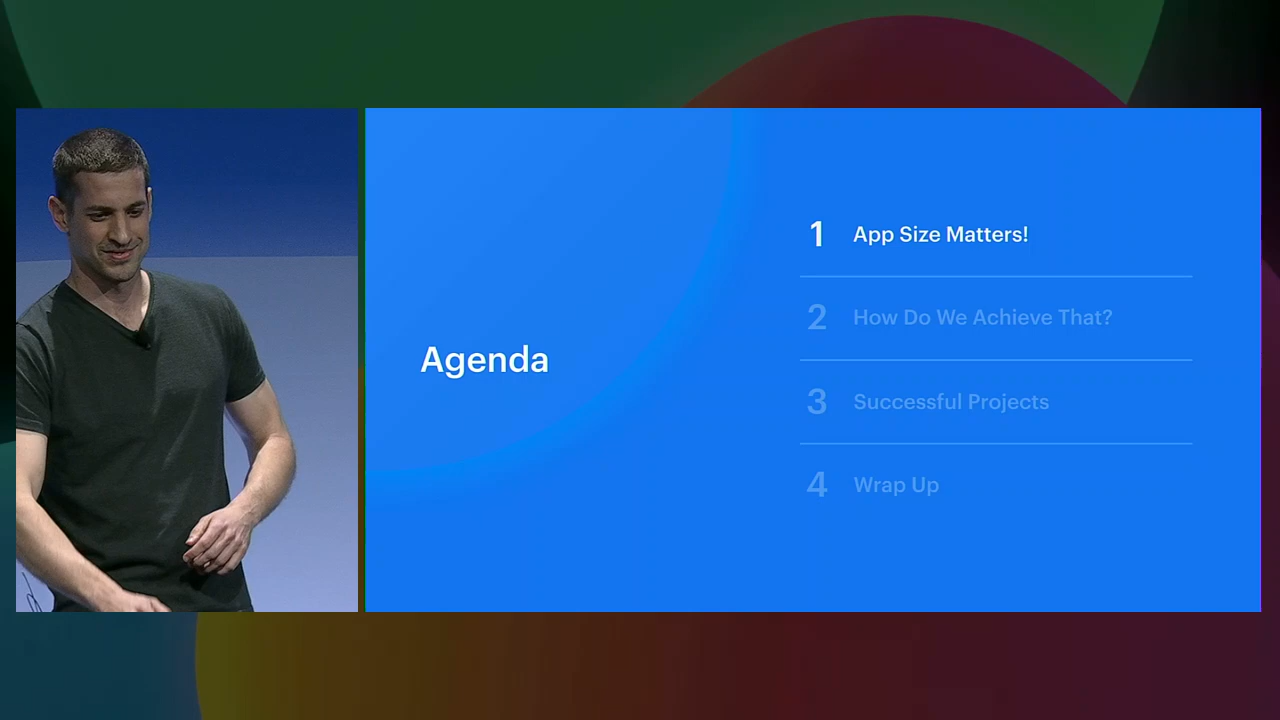 Agenda
1 App Size Matters!
2 How Do We Achieve That?
3 Successful Projects
4 Wrap Up